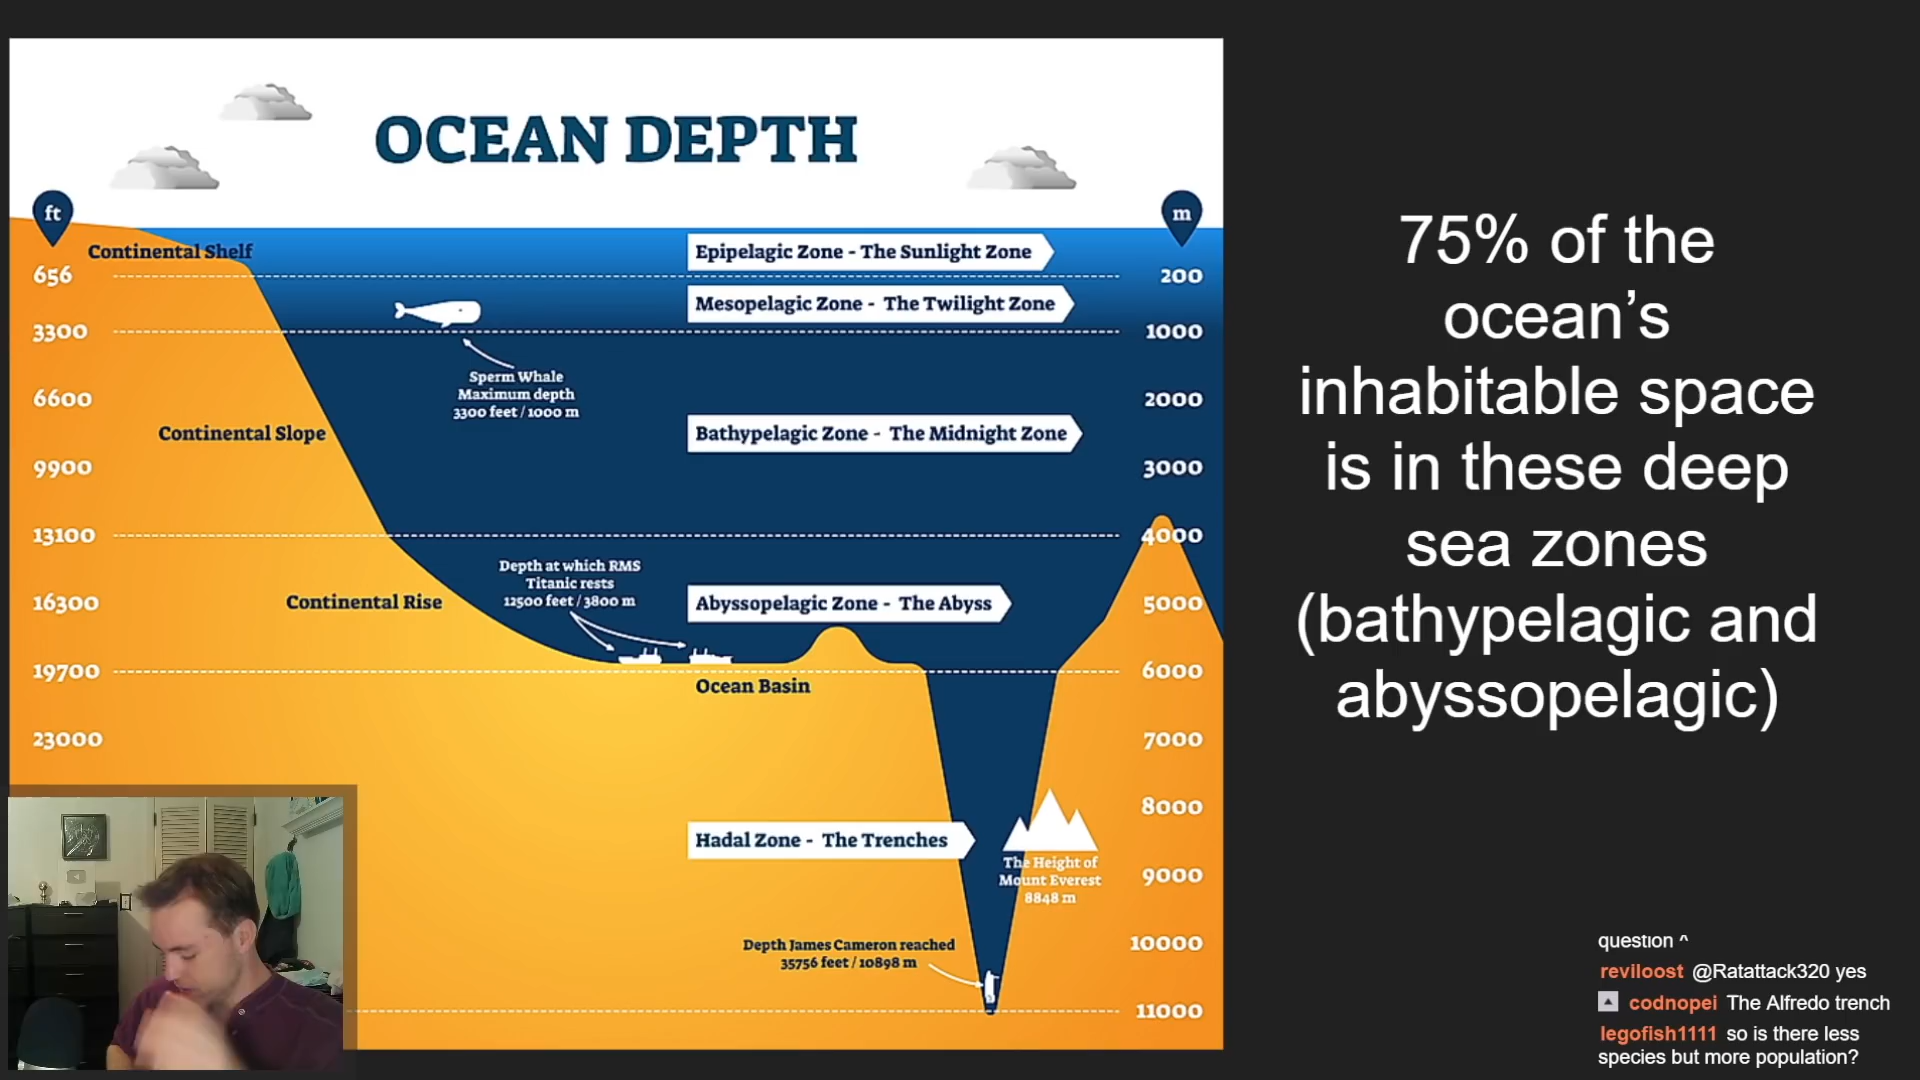 OCEAN DEPTH
ft
m
Continental Shelf
Epipelagic Zone - The Sunlight Zone
656
200
Mesopelagic Zone - The Twilight Zone
3300
1000
Sperm Whale
Maximum depth
3300 feet / 1000 m
6600
2000
Continental Slope
Bathypelagic Zone - The Midnight Zone
9900
3000
13100
4000
Depth at which RMS
Titanic rests
12500 feet / 3800 m
Continental Rise
Abyssopelagic Zone - The Abyss
16300
5000
19700
6000
Ocean Basin
23000
7000
8000
Hadal Zone - The Trenches
The Height of
Mount Everest
8848 m
9000
Depth James Cameron reached
35756 feet / 10898 m
10000
11000
75% of the
ocean’s
inhabitable space
is in these deep
sea zones
(bathypelagic and
abyssopelagic)
question ^
reviloost @Ratattack320 yes
codnopei The Alfredo trench
legofish1111 so is there less
species but more population?